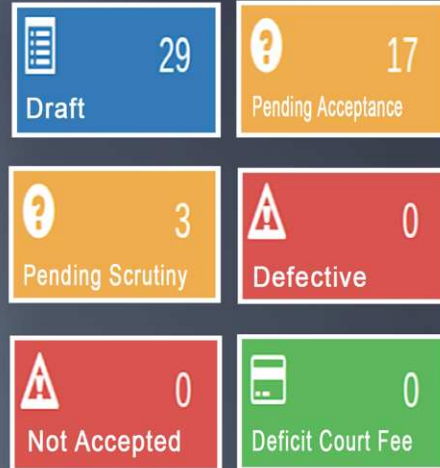 29
Draft
17
Pending Acceptance
3
Pending Scrutiny
0
Defective
0
Not Accepted
0
Deficit Court Fee